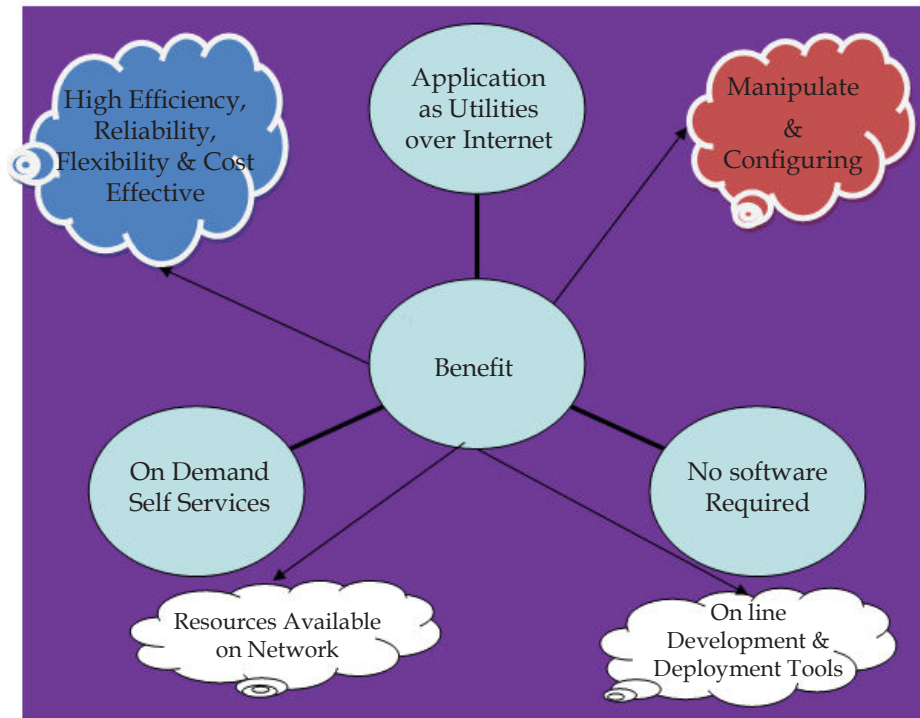 High Efficiency,
Reliability,
Flexibility & Cost
Effective
Application
as Utilities
over Internet
Manipulate
&
Configuring
Benefit
On Demand
Self Services
No software
Required
Resources Available
on Network
On line
Development &
Deployment Tools